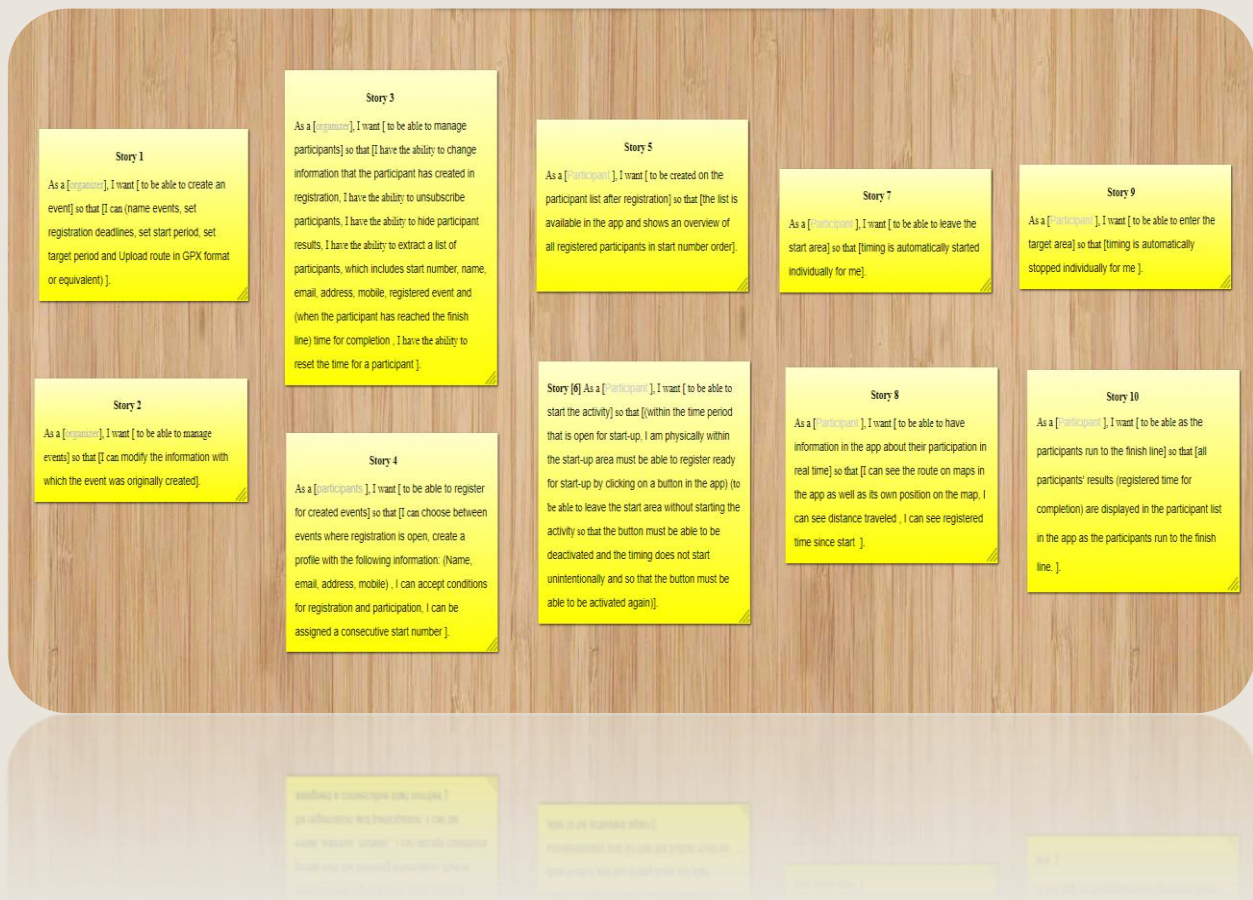 Story 1
As a [organizer], I want [ to be able to create an
event] so that [I can (name events, set
registration deadlines, set start period, set
target period and Upload route in GPX format
or equivalent) ].
Story 2
As a [organizer], I want [ to be able to manage
events] so that [I can modify the information with
which the event was originally created].
Story 3
As a [organizer], I want [ to be able to manage
participants] so that [I have the ability to change
information that the participant has created in
registration, I have the ability to unsubscribe
participants, I have the ability to hide participant
results, I have the ability to extract a list of
participants, which includes start number, name,
email, address, mobile, registered event and
(when the participant has reached the finish
line) time for completion , I have the ability to
reset the time for a participant ].
Story 4
As a [participants ], I want [ to be able to register
for created events] so that [I can choose between
events where registration is open, create a
profile with the following information: (Name,
email, address, mobile) , I can accept conditions
for registration and participation, I can be
assigned a consecutive start number ].
Story 5
As a [Participant ], I want [ to be created on the
participant list after registration] so that [the list is
available in the app and shows an overview of
all registered participants in start number order].
Story [6] As a [Participant ], I want [ to be able to
start the activity] so that [(within the time period
that is open for start-up, I am physically within
the start-up area must be able to register ready
for start-up by clicking on a button in the app) (to
be able to leave the start area without starting the
activity so that the button must be able to be
deactivated and the timing does not start
unintentionally and so that the button must be
able to be activated again)].
Story 7
As a [Participant ], I want [ to be able to leave the
start area] so that [timing is automatically started
individually for me].
Story 8
As a [Participant ], I want [ to be able to have
information in the app about their participation in
real time] so that [I can see the route on maps in
the app as well as its own position on the map, I
can see distance traveled , I can see registered
time since start  ].
Story 9
As a [Participant ], I want [ to be able to enter the
target area] so that [timing is automatically
stopped individually for me ].
Story 10
As a [Participant ], I want [ to be able as the
participants run to the finish line] so that [all
participants' results (registered time for
completion) are displayed in the participant list
in the app as the participants run to the finish
line. ].